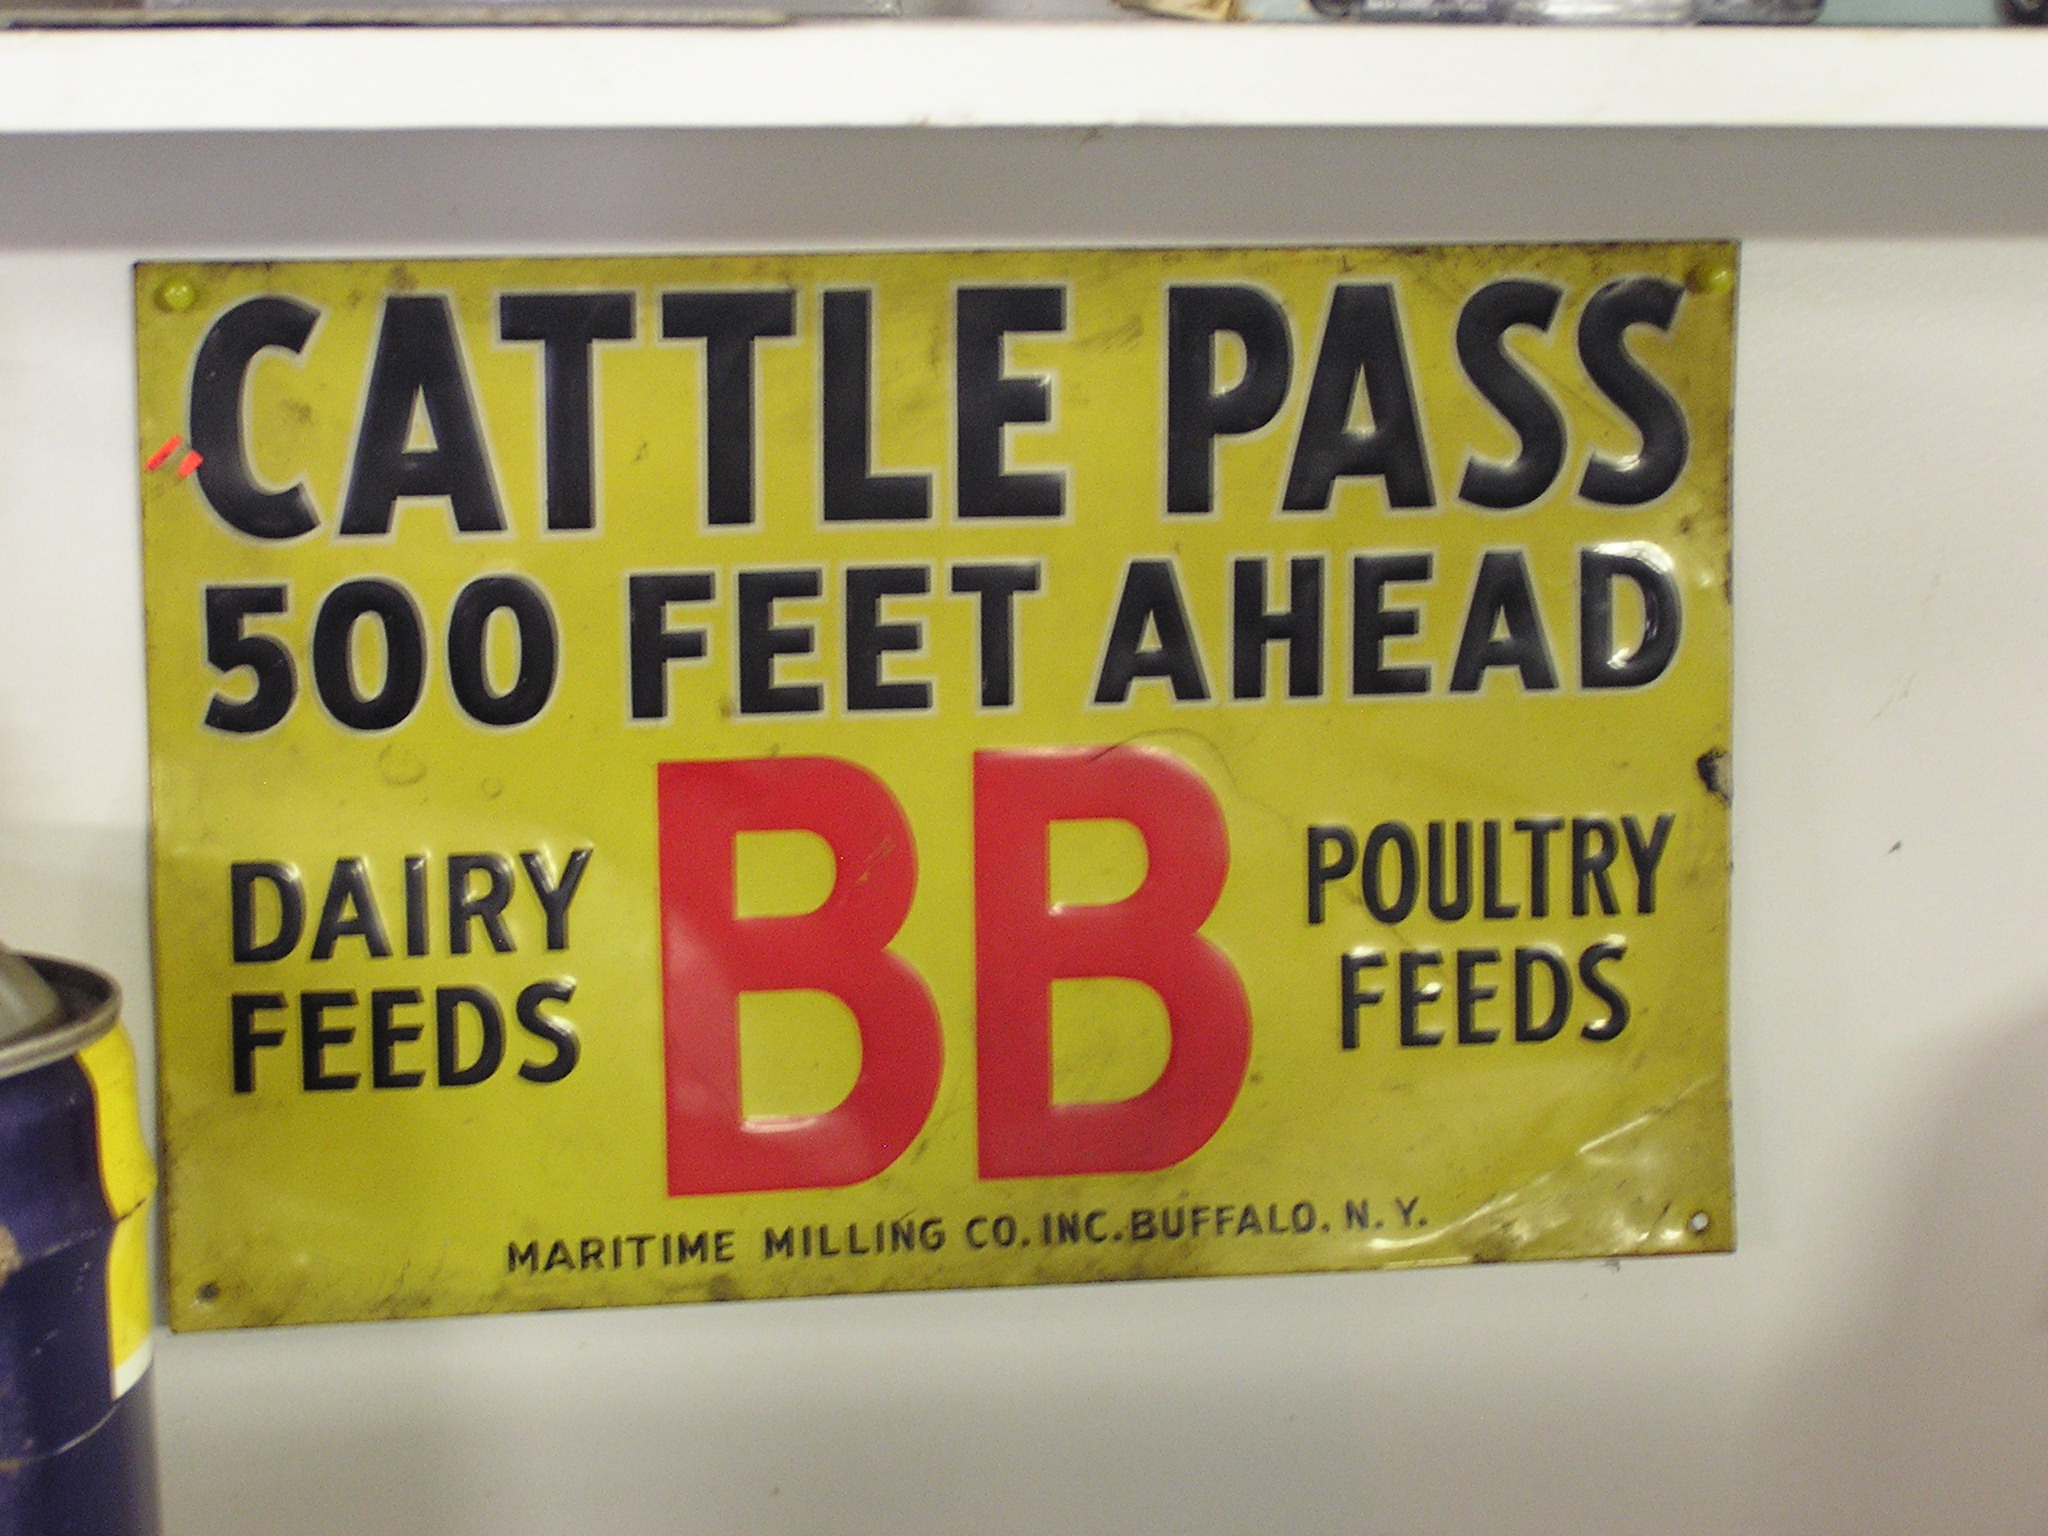 CATTLE PASS
500 FEET AHEAD
DAIRY
FEEDS
BB
POULTRY
FEEDS
MARITIME MILLING CO. INC. BUFFALO. N. Y.